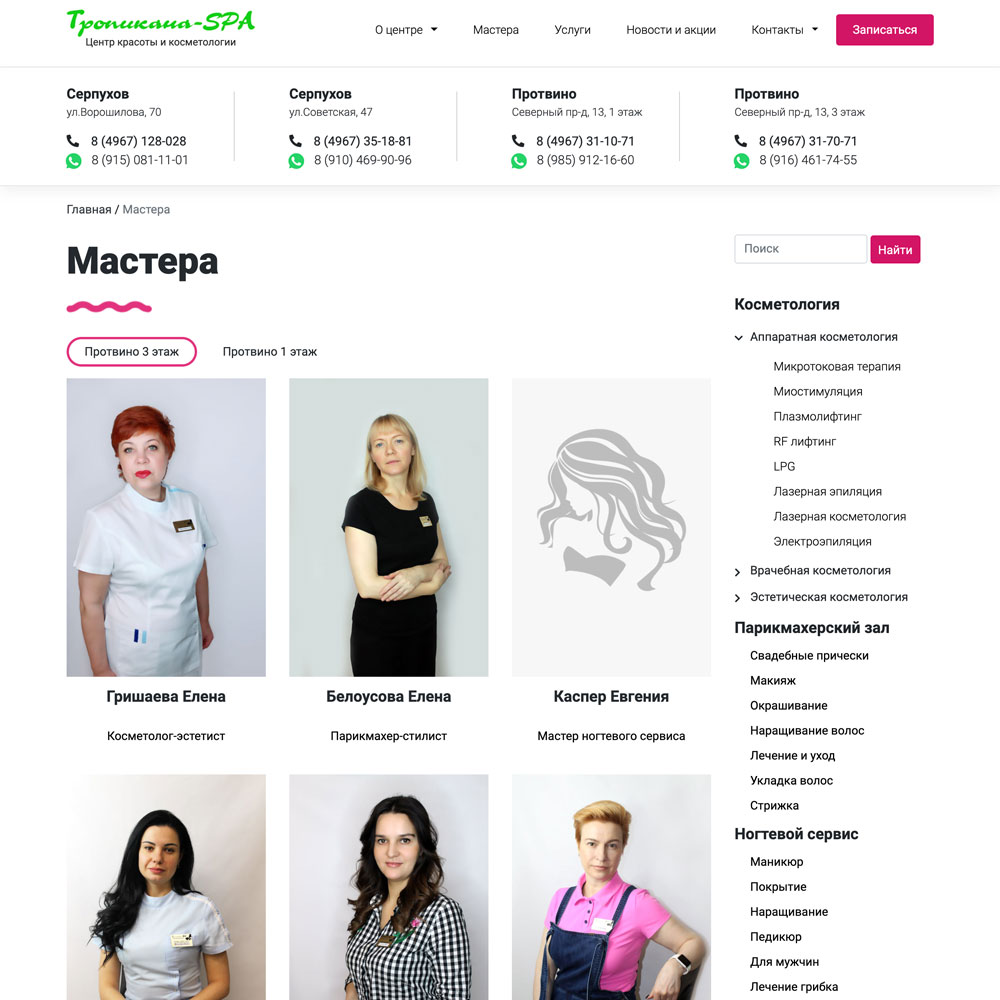 Тропикана-SPA
Центр красоты и косметологии
О центре
Мастера
Услуги
Новости и акции
Контакты
Записаться
Серпухов
ул.Ворошилова, 70
8 (4967) 128-028
8 (915) 081-11-01
Серпухов
ул.Советская, 47
8 (4967) 35-18-81
8 (910) 469-90-96
Протвино
Северный пр-д, 13, 1 этаж
8 (4967) 31-10-71
8 (985) 912-16-60
Протвино
Северный пр-д, 13, 3 этаж
8 (4967) 31-70-71
8 (916) 461-74-55
Главная / Мастера
Мастера
Протвино 3 этаж
Протвино 1 этаж
Гришаева Елена
Косметолог-эстетист
Белоусова Елена
Парикмахер-стилист
Каспер Евгения
Мастер ногтевого сервиса
Поиск
Найти
Косметология
Аппаратная косметология
Микротоковая терапия
Миостимуляция
Плазмолифтинг
RF лифтинг
LPG
Лазерная эпиляция
Лазерная косметология
Электроэпиляция
Врачебная косметология
Эстетическая косметология
Парикмахерский зал
Свадебные прически
Макияж
Окрашивание
Наращивание волос
Лечение и уход
Укладка волос
Стрижка
Ногтевой сервис
Маникюр
Покрытие
Наращивание
Педикюр
Для мужчин
Лечение грибка